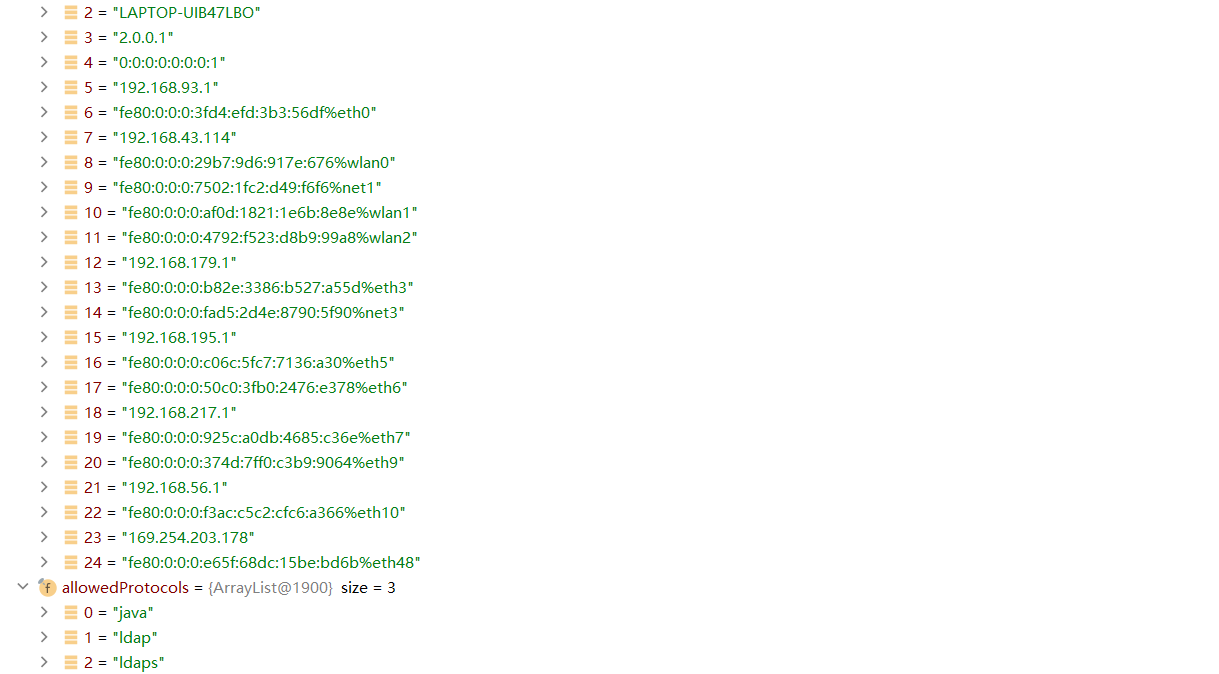 2 = "LAPTOP-UIB47LBO"
3 = "2.0.0.1"
4 = "0:0:0:0:0:0:0:1"
5 = "192.168.93.1"
6 = "fe80:0:0:0:3fd4:efd:3b3:56df%eth0"
7 = "192.168.43.114"
8 = "fe80:0:0:0:29b7:9d6:917e:676%wlan0"
9 = "fe80:0:0:0:7502:1fc2:d49:f6f6%net1"
10 = "fe80:0:0:0:af0d:1821:1e6b:8e8e%wlan1"
11 = "fe80:0:0:0:4792:f523:d8b9:99a8%wlan2"
12 = "192.168.179.1"
13 = "fe80:0:0:0:b82e:3386:b527:a55d%eth3"
14 = "fe80:0:0:0:fad5:2d4e:8790:5f90%net3"
15 = "192.168.195.1"
16 = "fe80:0:0:0:c06c:5fc7:7136:a30%eth5"
17 = "fe80:0:0:0:50c0:3fb0:2476:e378%eth6"
18 = "192.168.217.1"
19 = "fe80:0:0:0:925c:a0db:4685:c36e%eth7"
20 = "fe80:0:0:0:374d:7ff0:c3b9:9064%eth9"
21 = "192.168.56.1"
22 = "fe80:0:0:0:f3ac:c5c2:cfc6:a366%eth10"
23 = "169.254.203.178"
24 = "fe80:0:0:0:e65f:68dc:15be:bd6b%eth48"
f allowedProtocols = {ArrayList@1900} size = 3
0 = "java"
1 = "ldap"
2 = "ldaps"